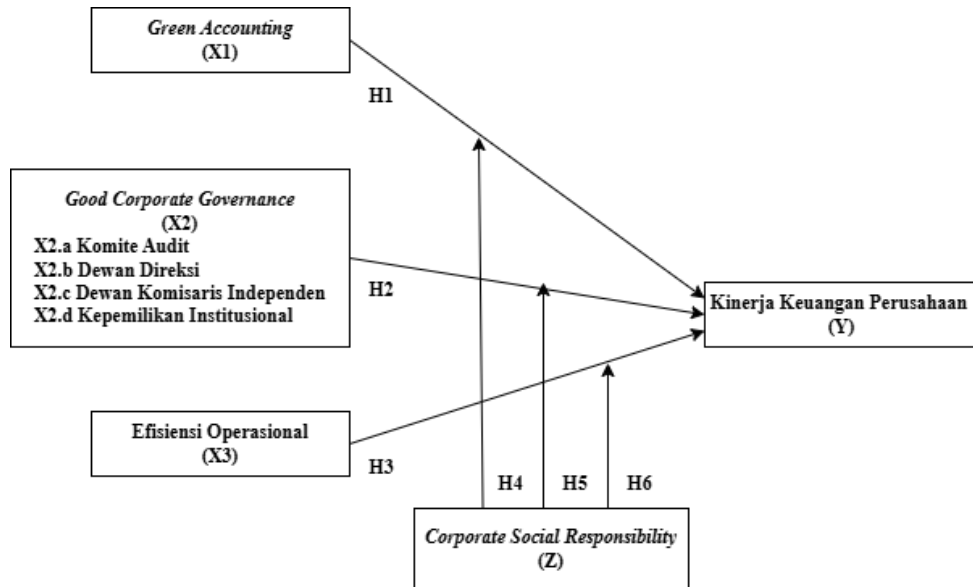 Green Accounting
(X1)
H1
Good Corporate Governance
(X2)
X2.a Komite Audit
X2.b Dewan Direksi
X2.c Dewan Komisaris Independen
X2.d Kepemilikan Institusional
H2
Kinerja Keuangan Perusahaan
(Y)
Efisiensi Operasional
(X3)
H3
H4
H5
H6
Corporate Social Responsibility
(Z)